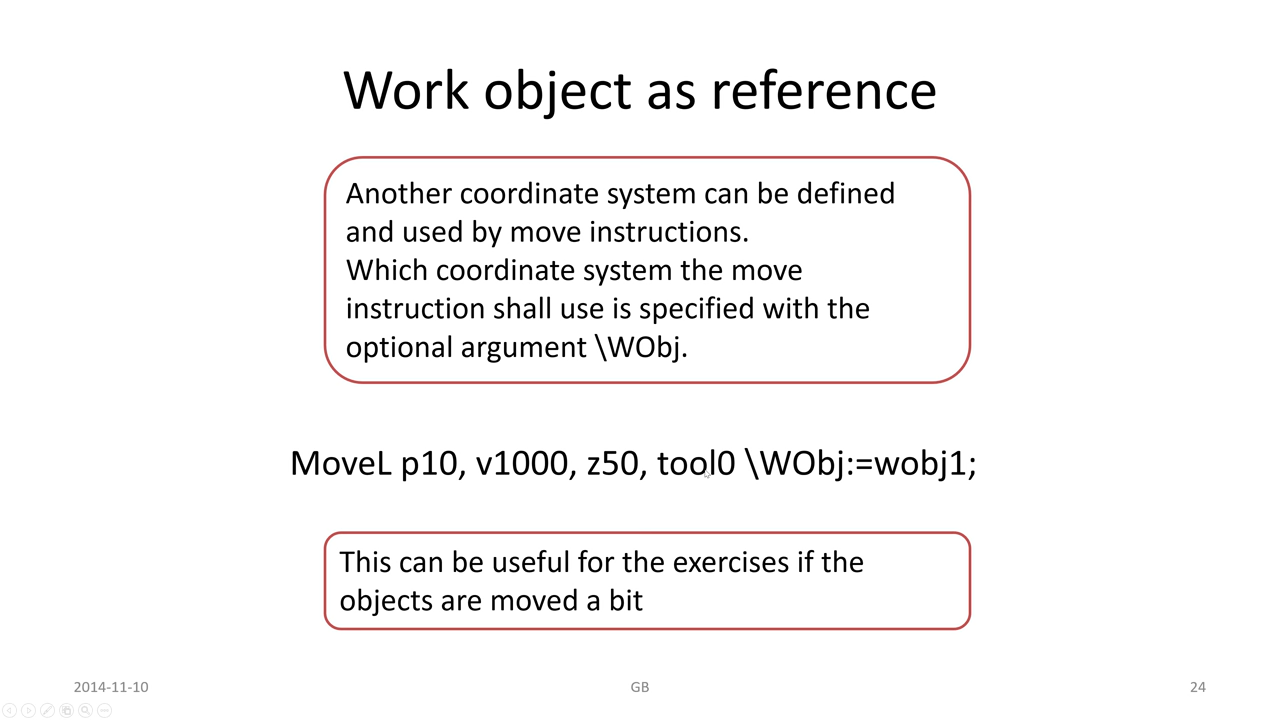 Work object as reference
Another coordinate system can be defined
and used by move instructions.
Which coordinate system the move
instruction shall use is specified with the
optional argument \WObj.
MoveL p10, v1000, z50, tool0 \WObj:=wobj1;
This can be useful for the exercises if the
objects are moved a bit
2014-11-10
GB
24